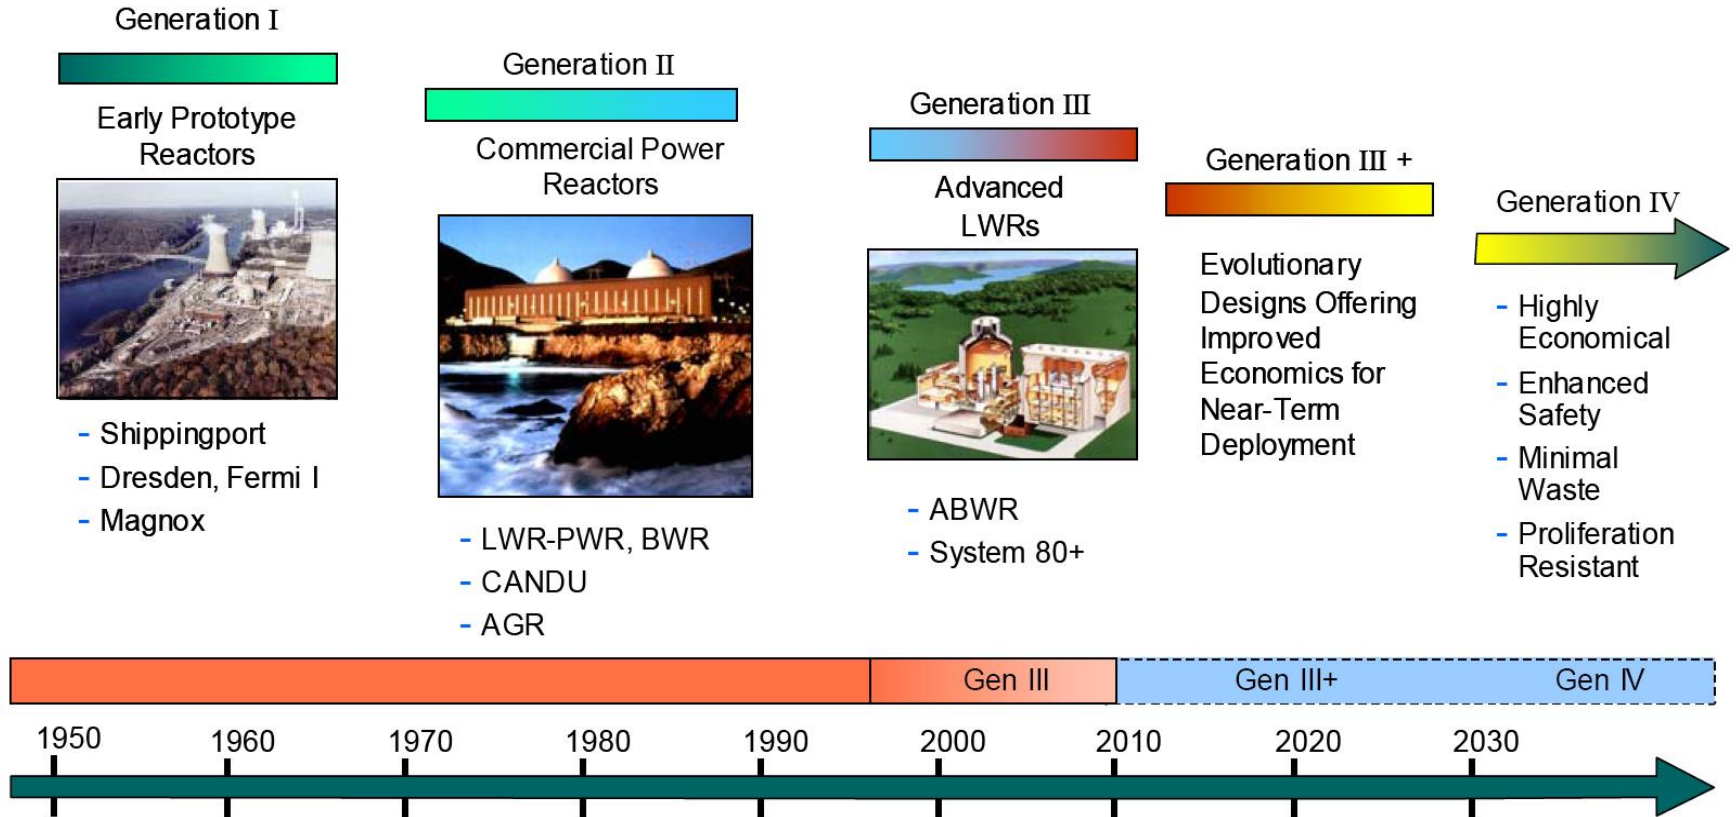 Generation I
Early Prototype
Reactors
- Shippingport
- Dresden, Fermi I
- Magnox
Generation II
Commercial Power
Reactors
- LWR-PWR, BWR
- CANDU
- AGR
Generation III
Advanced
LWRs
- ABWR
- System 80+
Generation III +
Evolutionary
Designs Offering
Improved
Economics for
Near-Term
Deployment
Generation IV
- Highly
Economical
- Enhanced
Safety
- Minimal
Waste
- Proliferation
Resistant
Gen III
Gen III+
Gen IV
1950
1960
1970
1980
1990
2000
2010
2020
2030